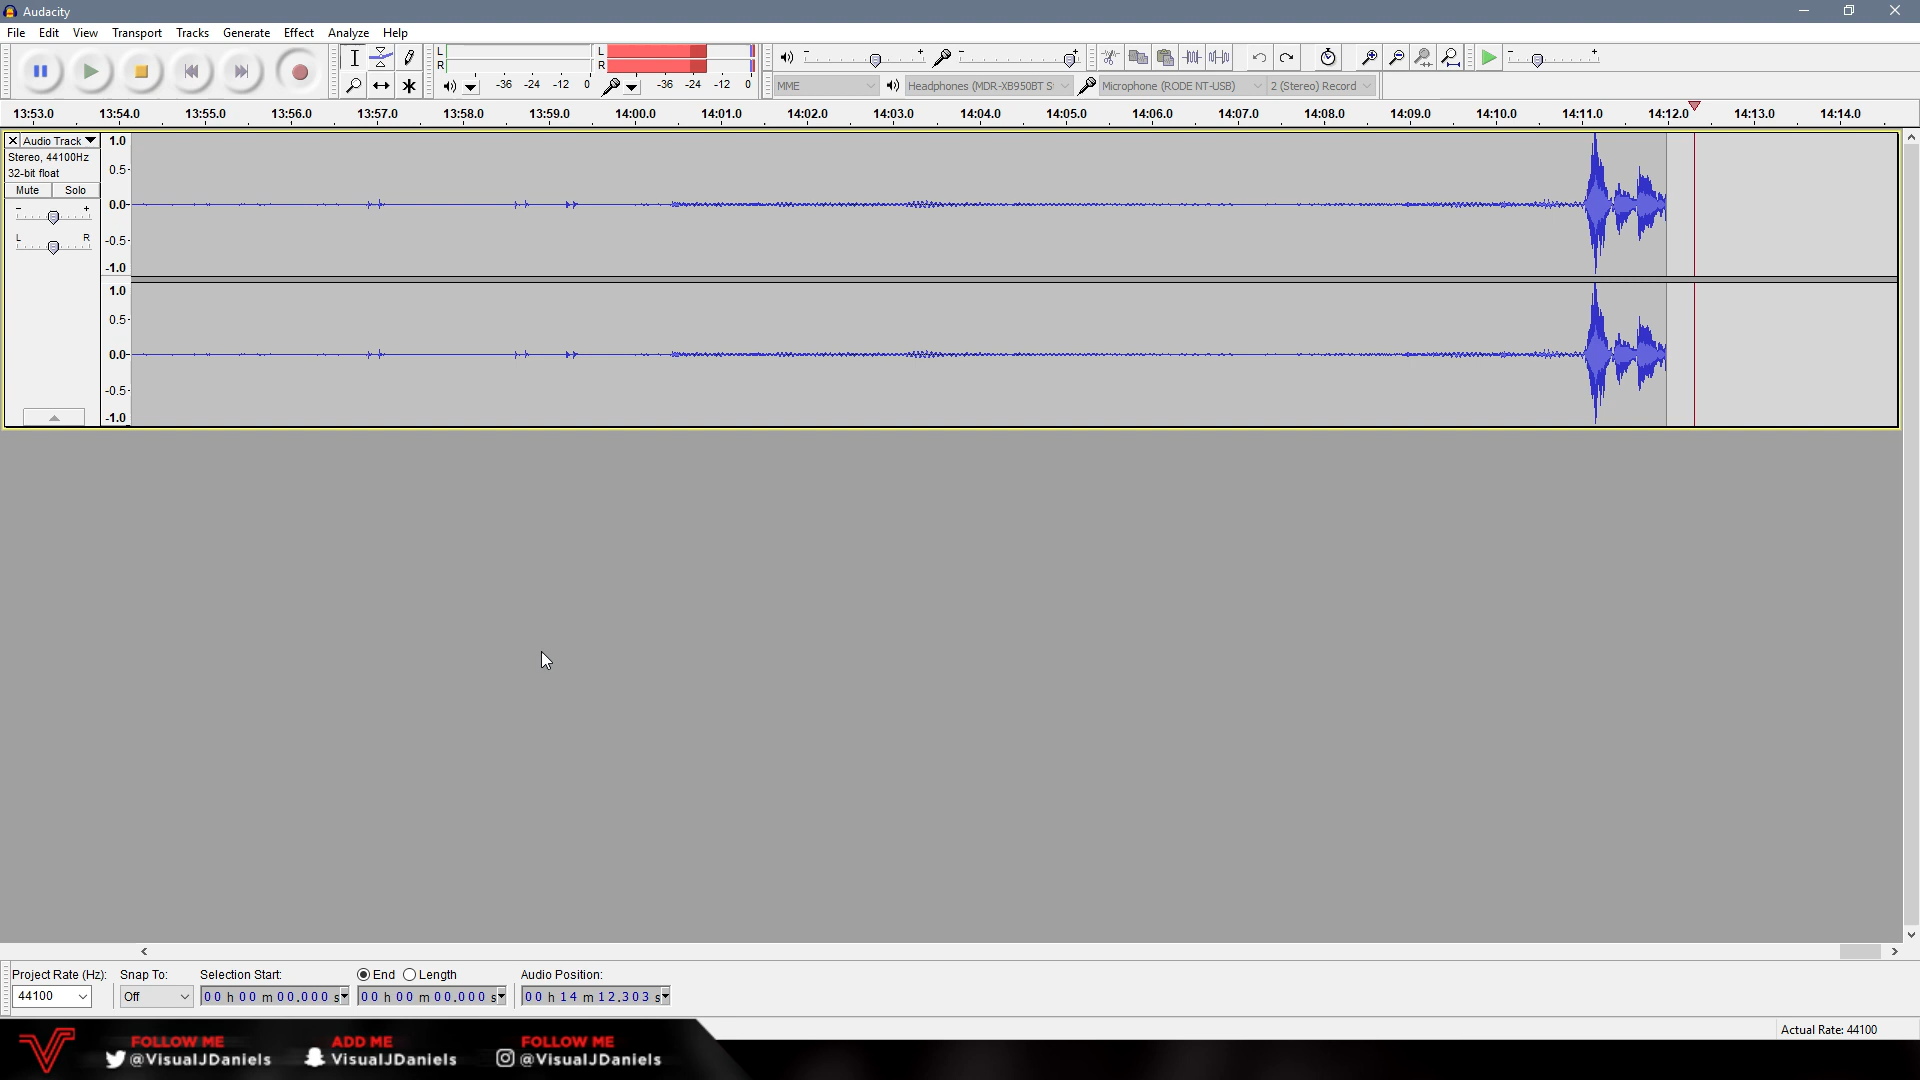 Audacity
File Edit View Transport Tracks Generate Effect Analyze Help
L R
L R
-36 -24 -12 0
-36 -24 -12 0
- +
- +
- +
MME
Headphones (MDR-XB950BT S
Microphone (RODE NT-USB)
2 (Stereo) Record
13:53.0 13:54.0 13:55.0 13:56.0 13:57.0 13:58.0 13:59.0 14:00.0 14:01.0 14:02.0 14:03.0 14:04.0 14:05.0 14:06.0 14:07.0 14:08.0 14:09.0 14:10.0 14:11.0 14:12.0 14:13.0 14:14.0
Audio Track
Stereo, 44100Hz
32-bit float
Mute Solo
- +
L R
1.0
0.5
0.0
-0.5
-1.0
1.0
0.5
0.0
-0.5
-1.0
Project Rate (Hz): Snap To: Selection Start: End Length Audio Position:
44100 Off 00 h 00 m 00.000 s 00 h 00 m 00.000 s 00 h 14 m 12.303 s
Actual Rate: 44100
FOLLOW ME
@VisualJDaniels
ADD ME
VisualJDaniels
FOLLOW ME
@VisualJDaniels